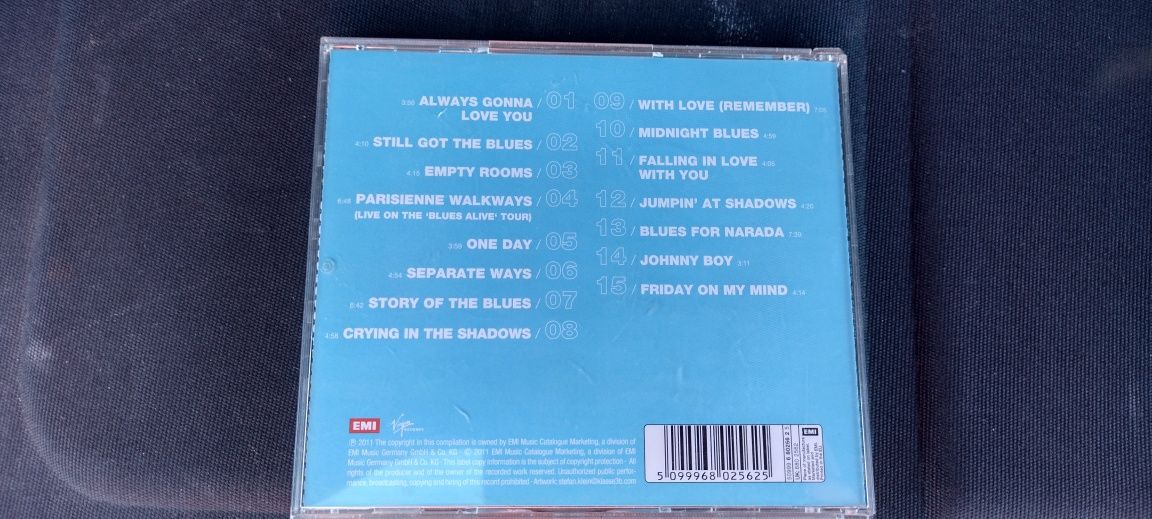 3:56 ALWAYS GONNA / 01
LOVE YOU
4:10 STILL GOT THE BLUES / 02
4:15 EMPTY ROOMS / 03
6:48 PARISIENNE WALKWAYS / 04
(LIVE ON THE 'BLUES ALIVE' TOUR)
3:59 ONE DAY / 05
4:54 SEPARATE WAYS / 06
6:42 STORY OF THE BLUES / 07
4:58 CRYING IN THE SHADOWS / 08
09 / WITH LOVE (REMEMBER)
10 / MIDNIGHT BLUES 4:59
11 / FALLING IN LOVE 4:05
WITH YOU
12 / JUMPIN' AT SHADOWS 4:20
13 / BLUES FOR NARADA 7:39
14 / JOHNNY BOY 3:11
15 / FRIDAY ON MY MIND 4:14
EMI Virgin
℗ 2011 The copyright in this compilation is owned by EMI Music Catalogue Marketing, a division of
EMI Music Germany GmbH & Co. KG · © 2011 EMI Music Catalogue Marketing, a division of EMI
Music Germany GmbH & Co. KG · This label copy information is the subject of copyright protection · All
rights of the producer and of the owner of the recorded work reserved. Unauthorized public perfor-
mance, broadcasting, copying and hiring of this record prohibited · Artwork: stefan.klein@klasse3b.com
5 099968 025625
EMI